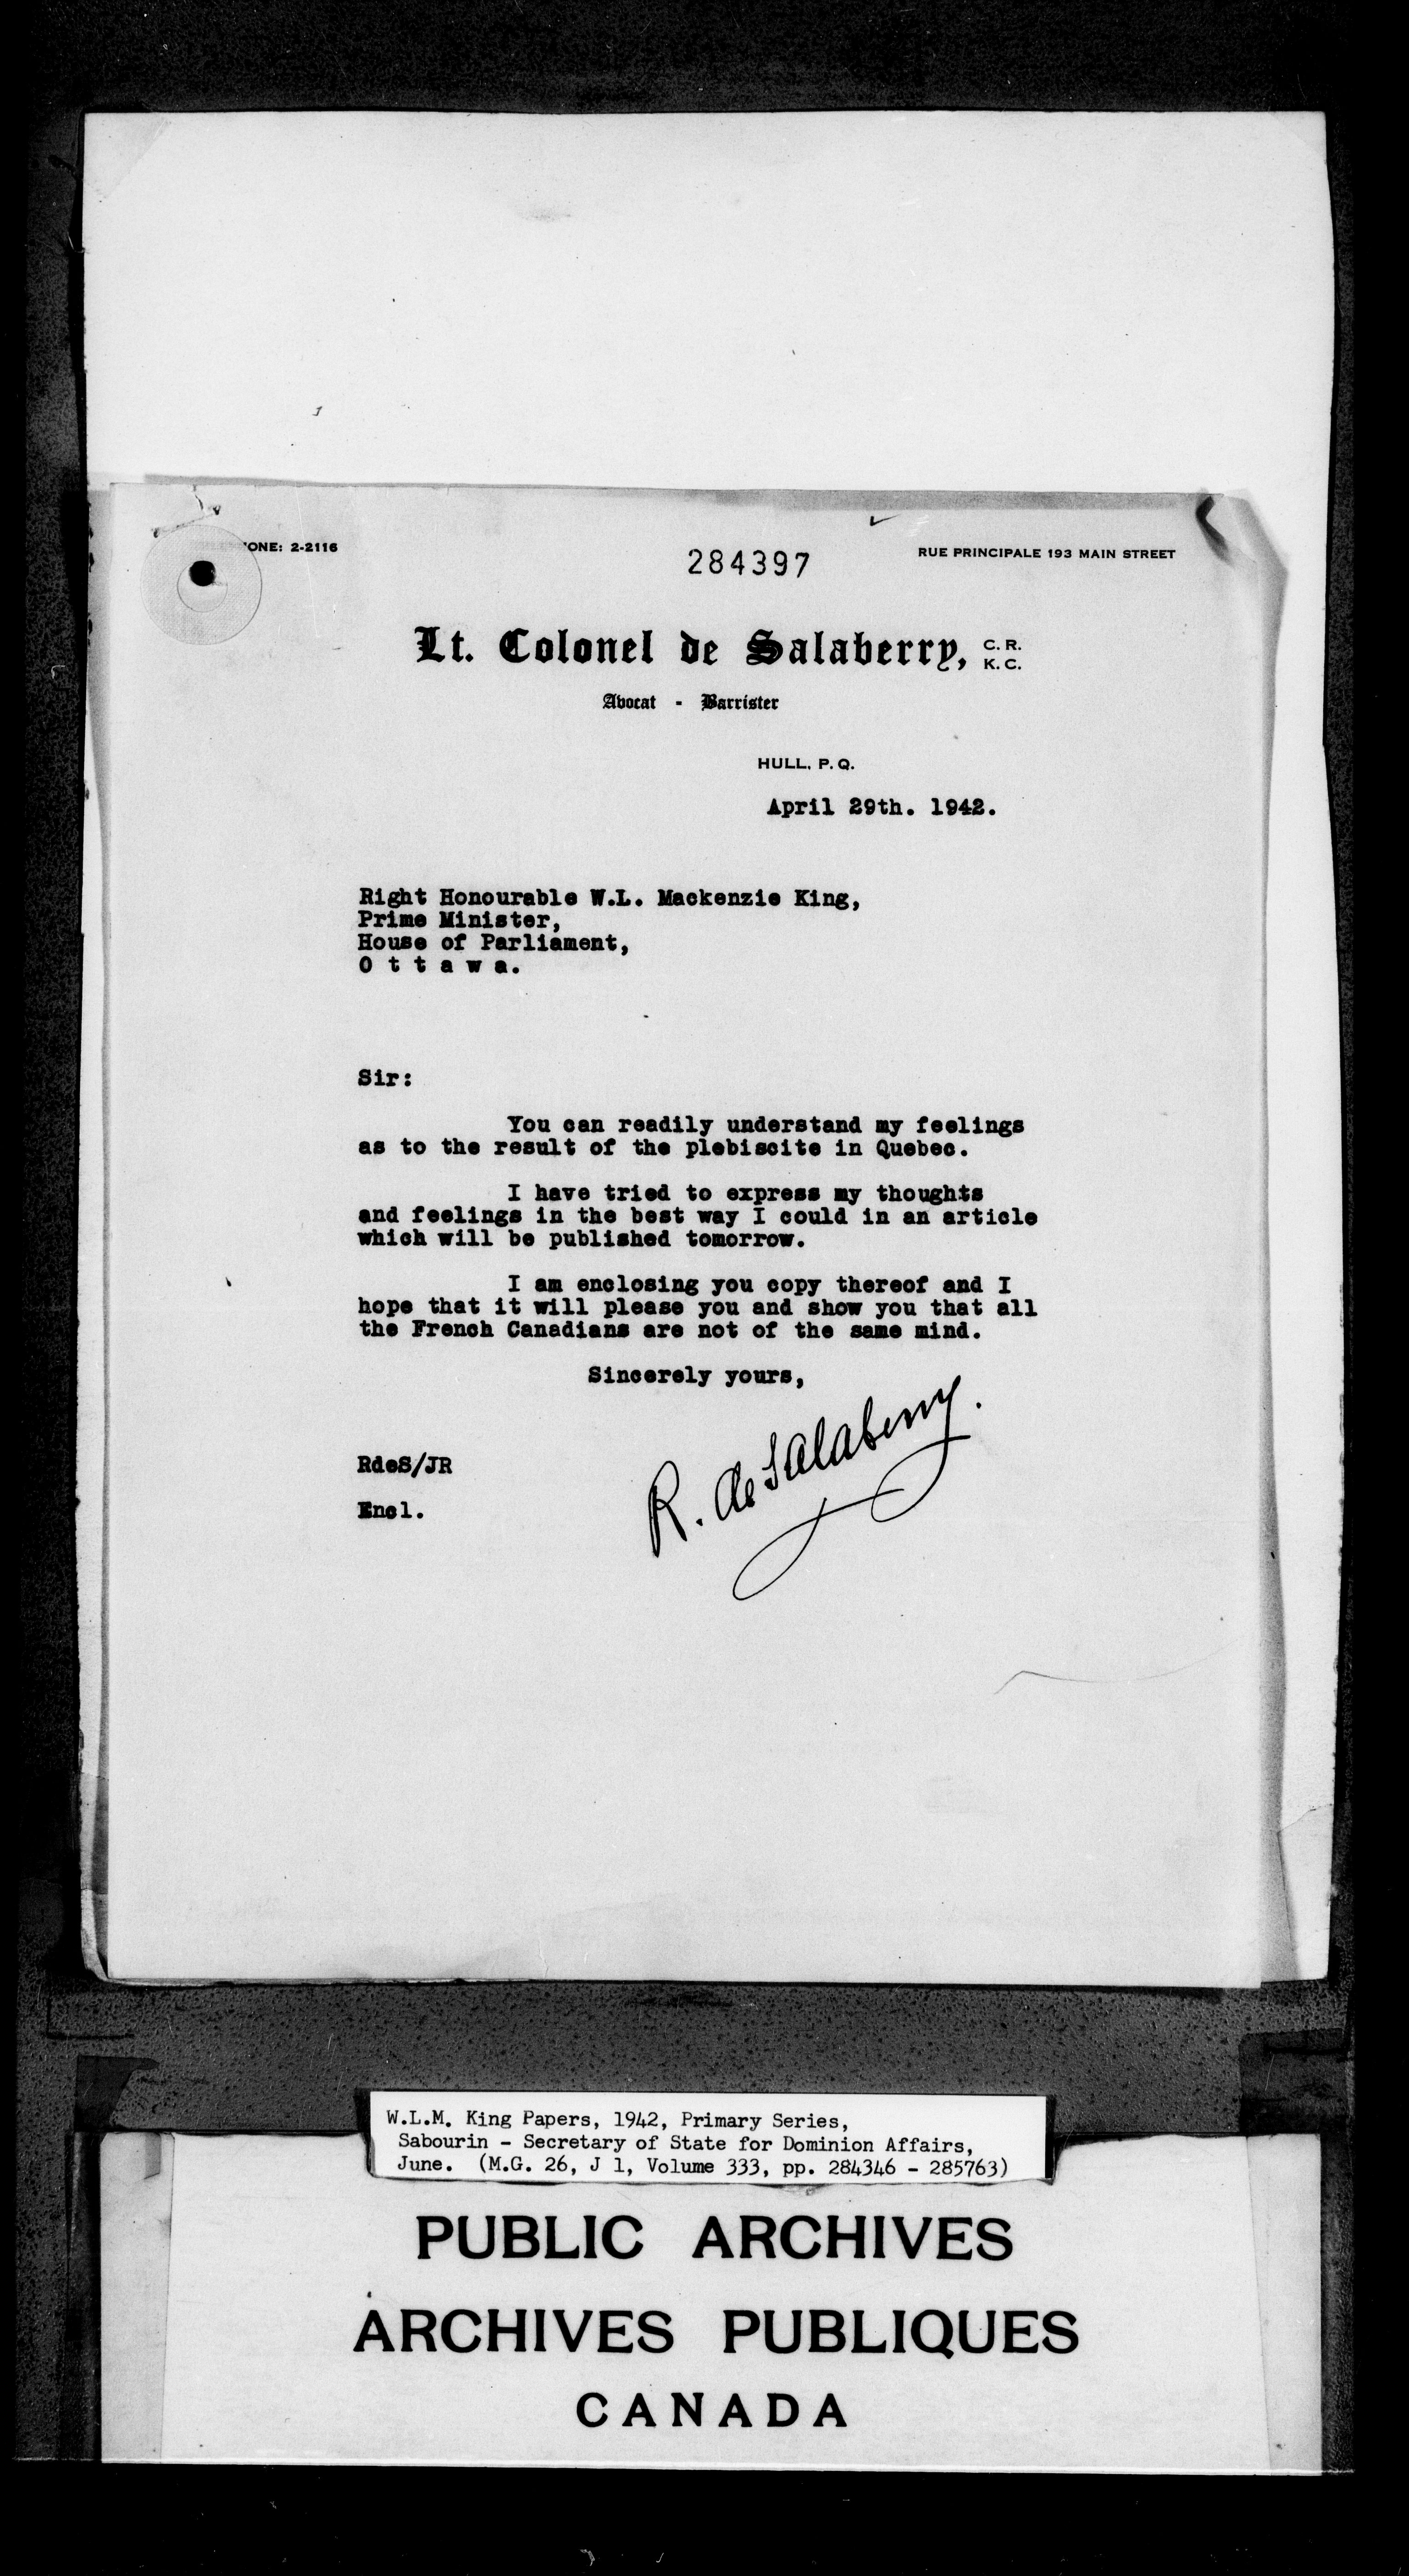 ONE: 2-2116
284397
RUE PRINCIPALE 193 MAIN STREET
Lt. Colonel de Salaberry, C. R.
K. C.
Avocat - Barrister
HULL, P. Q.
April 29th. 1942.
Right Honourable W.L. Mackenzie King,
Prime Minister,
House of Parliament,
O t t a w a.
Sir:
You can readily understand my feelings
as to the result of the plebiscite in Quebec.
I have tried to express my thoughts
and feelings in the best way I could in an article
which will be published tomorrow.
I am enclosing you copy thereof and I
hope that it will please you and show you that all
the French Canadians are not of the same mind.
Sincerely yours,
R. de Salaberry.
RdeS/JR
Encl.
W.L.M. King Papers, 1942, Primary Series,
Sabourin - Secretary of State for Dominion Affairs,
June. (M.G. 26, J 1, Volume 333, pp. 284346 - 285763)
PUBLIC ARCHIVES
ARCHIVES PUBLIQUES
CANADA